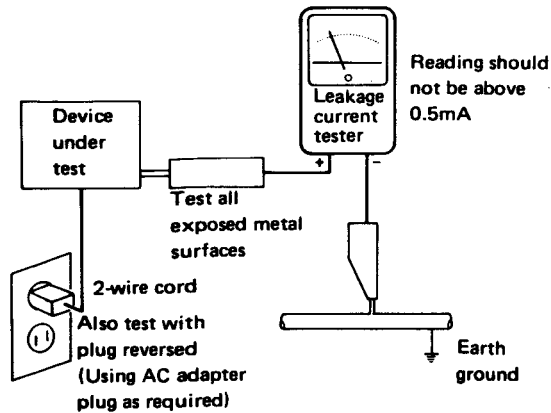 Device
under
test
Leakage
current
tester
+
−
Reading should
not be above
0.5mA
Test all
exposed metal
surfaces
2-wire cord
Also test with
plug reversed
(Using AC adapter
plug as required)
Earth
ground